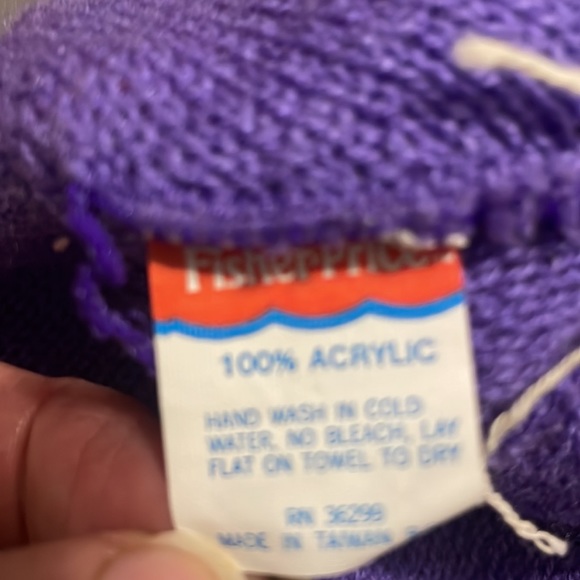 Fisher-Price
100% ACRYLIC
HAND WASH IN COLD
WATER, NO BLEACH, LAY
FLAT ON TOWEL TO DRY
RN 36299
MADE IN TAIWAN